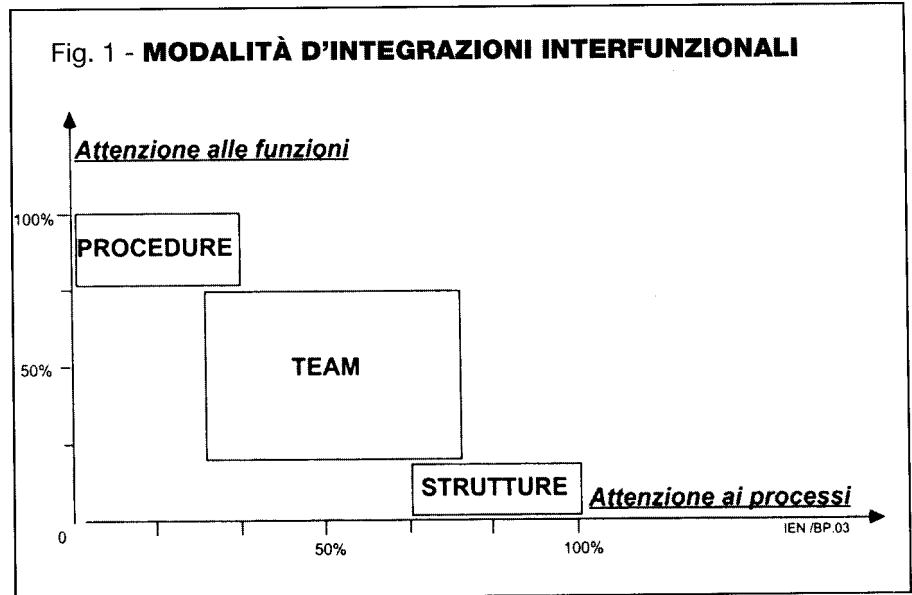 Fig. 1 - MODALITÀ D'INTEGRAZIONI INTERFUNZIONALI
Attenzione alle funzioni
100%
PROCEDURE
50%
TEAM
STRUTTURE
Attenzione ai processi
IEN /BP.03
0
50%
100%